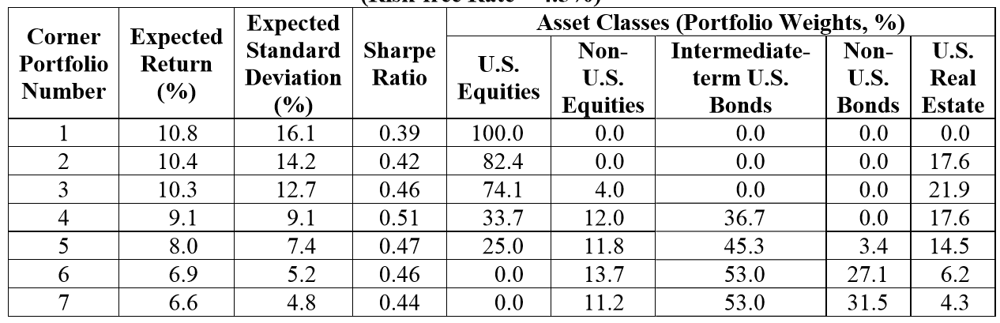 Asset Classes (Portfolio Weights, %)
Corner Portfolio Number
Expected Return (%)
Expected Standard Deviation (%)
Sharpe Ratio
U.S. Equities
Non-U.S. Equities
Intermediate-term U.S. Bonds
Non-U.S. Bonds
U.S. Real Estate
1 10.8 16.1 0.39 100.0 0.0 0.0 0.0 0.0
2 10.4 14.2 0.42 82.4 0.0 0.0 0.0 17.6
3 10.3 12.7 0.46 74.1 4.0 0.0 0.0 21.9
4 9.1 9.1 0.51 33.7 12.0 36.7 0.0 17.6
5 8.0 7.4 0.47 25.0 11.8 45.3 3.4 14.5
6 6.9 5.2 0.46 0.0 13.7 53.0 27.1 6.2
7 6.6 4.8 0.44 0.0 11.2 53.0 31.5 4.3